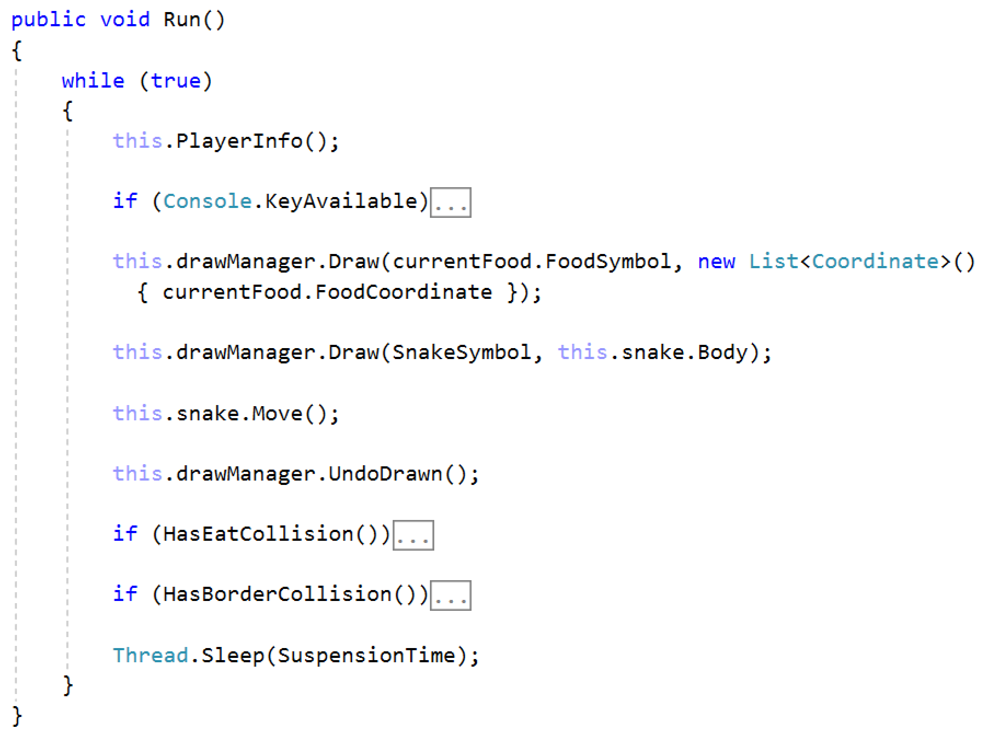 public void Run()
{
    while (true)
    {
        this.PlayerInfo();
        if (Console.KeyAvailable)...
        this.drawManager.Draw(currentFood.FoodSymbol, new List<Coordinate>()
          { currentFood.FoodCoordinate });
        this.drawManager.Draw(SnakeSymbol, this.snake.Body);
        this.snake.Move();
        this.drawManager.UndoDrawn();
        if (HasEatCollision())...
        if (HasBorderCollision())...
        Thread.Sleep(SuspensionTime);
    }
}